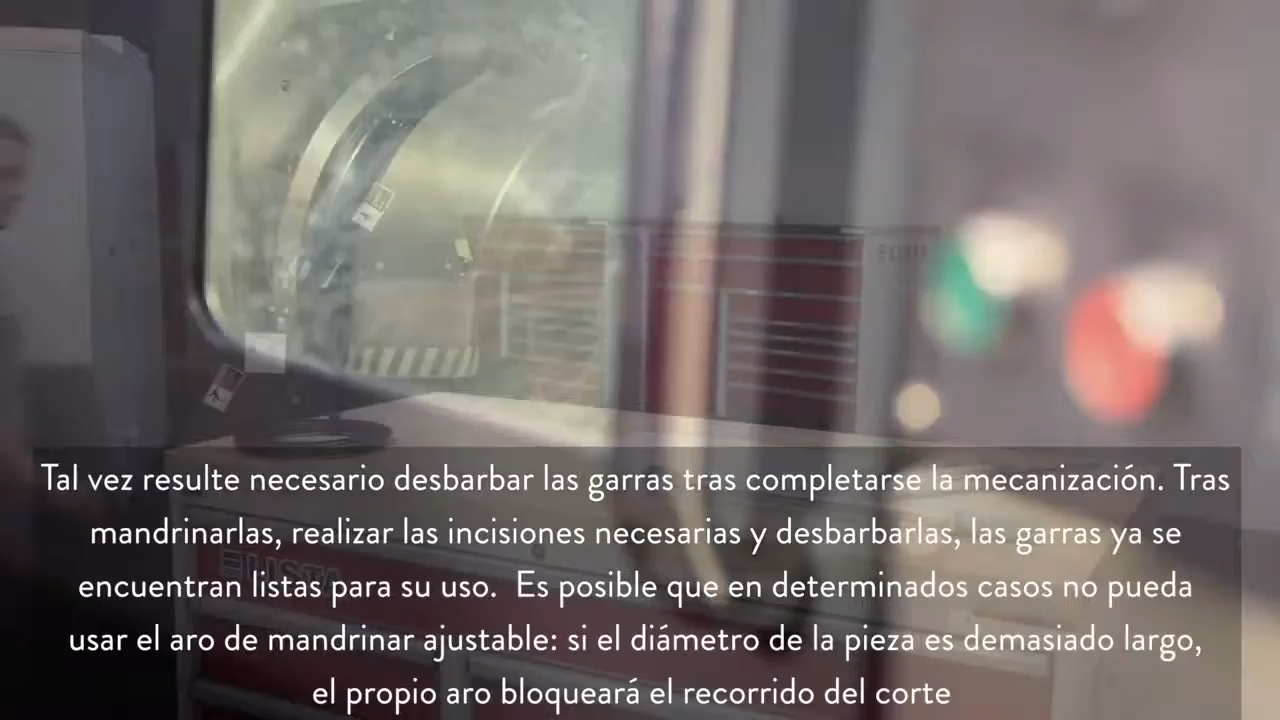 LISTA
Tal vez resulte necesario desbarbar las garras tras completarse la mecanización. Tras
mandrinarlas, realizar las incisiones necesarias y desbarbarlas, las garras ya se
encuentran listas para su uso.  Es posible que en determinados casos no pueda
usar el aro de mandrinar ajustable: si el diámetro de la pieza es demasiado largo,
el propio aro bloqueará el recorrido del corte